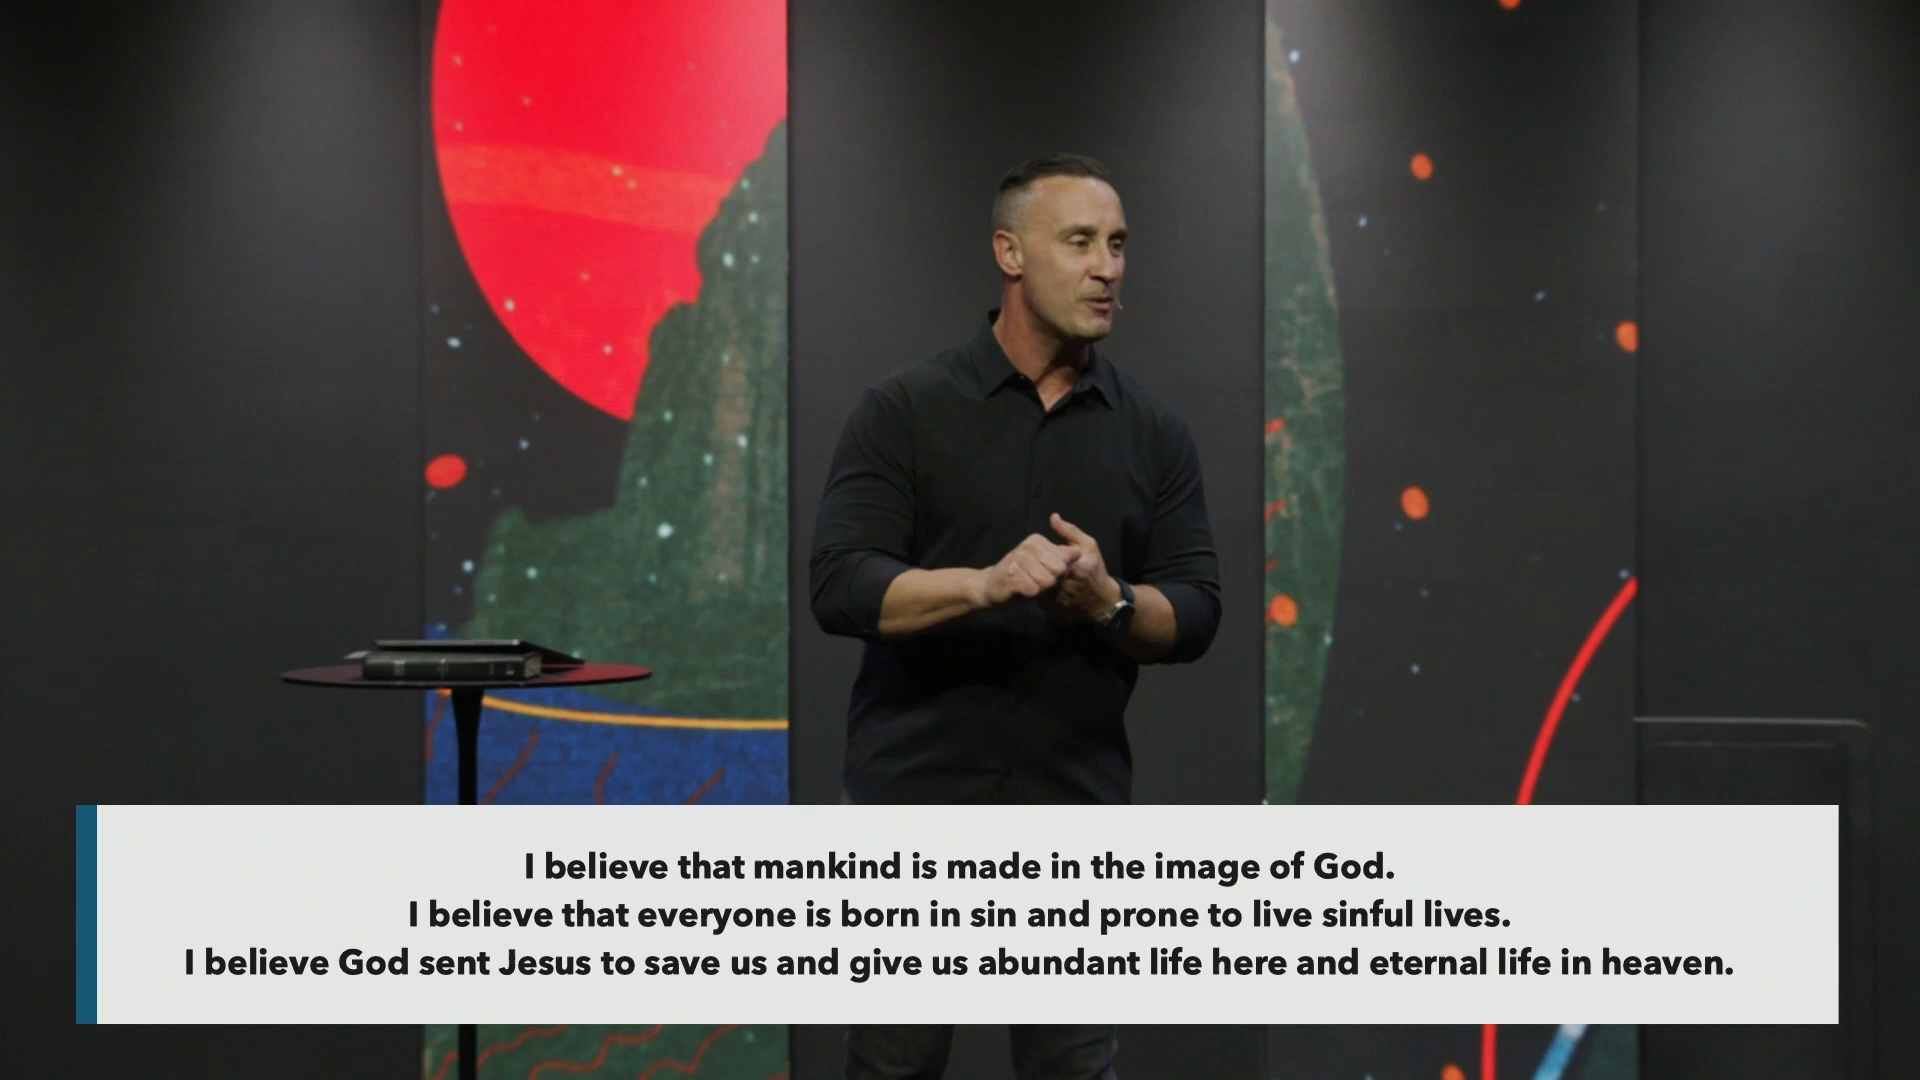 I believe that mankind is made in the image of God.
I believe that everyone is born in sin and prone to live sinful lives.
I believe God sent Jesus to save us and give us abundant life here and eternal life in heaven.